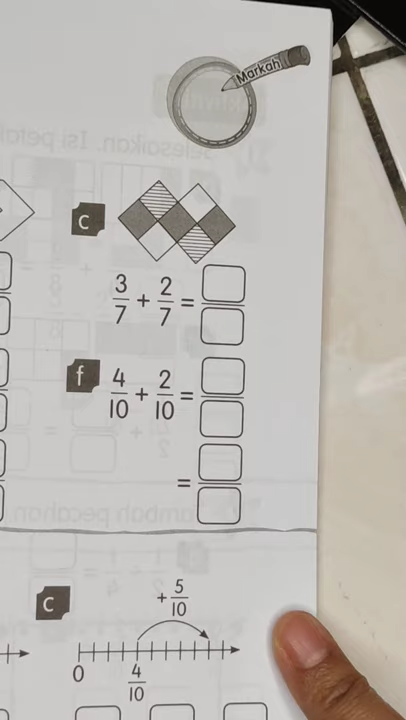 Markah
c
3/7 + 2/7 =
f
4/10 + 2/10 =
=
c
+ 5/10
0
4/10